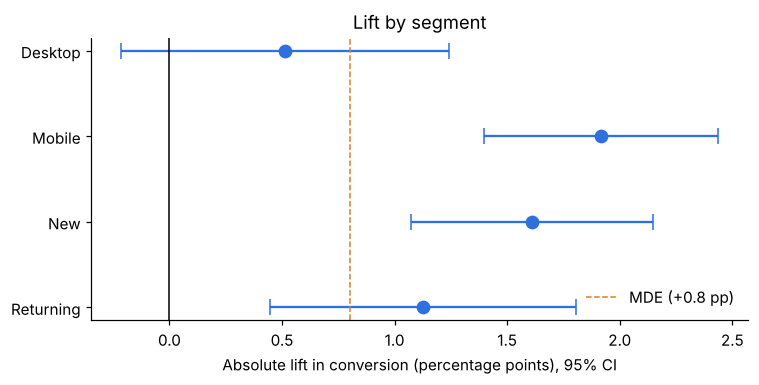 Lift by segment
Desktop
Mobile
New
Returning
MDE (+0.8 pp)
0.0 0.5 1.0 1.5 2.0 2.5
Absolute lift in conversion (percentage points), 95% CI